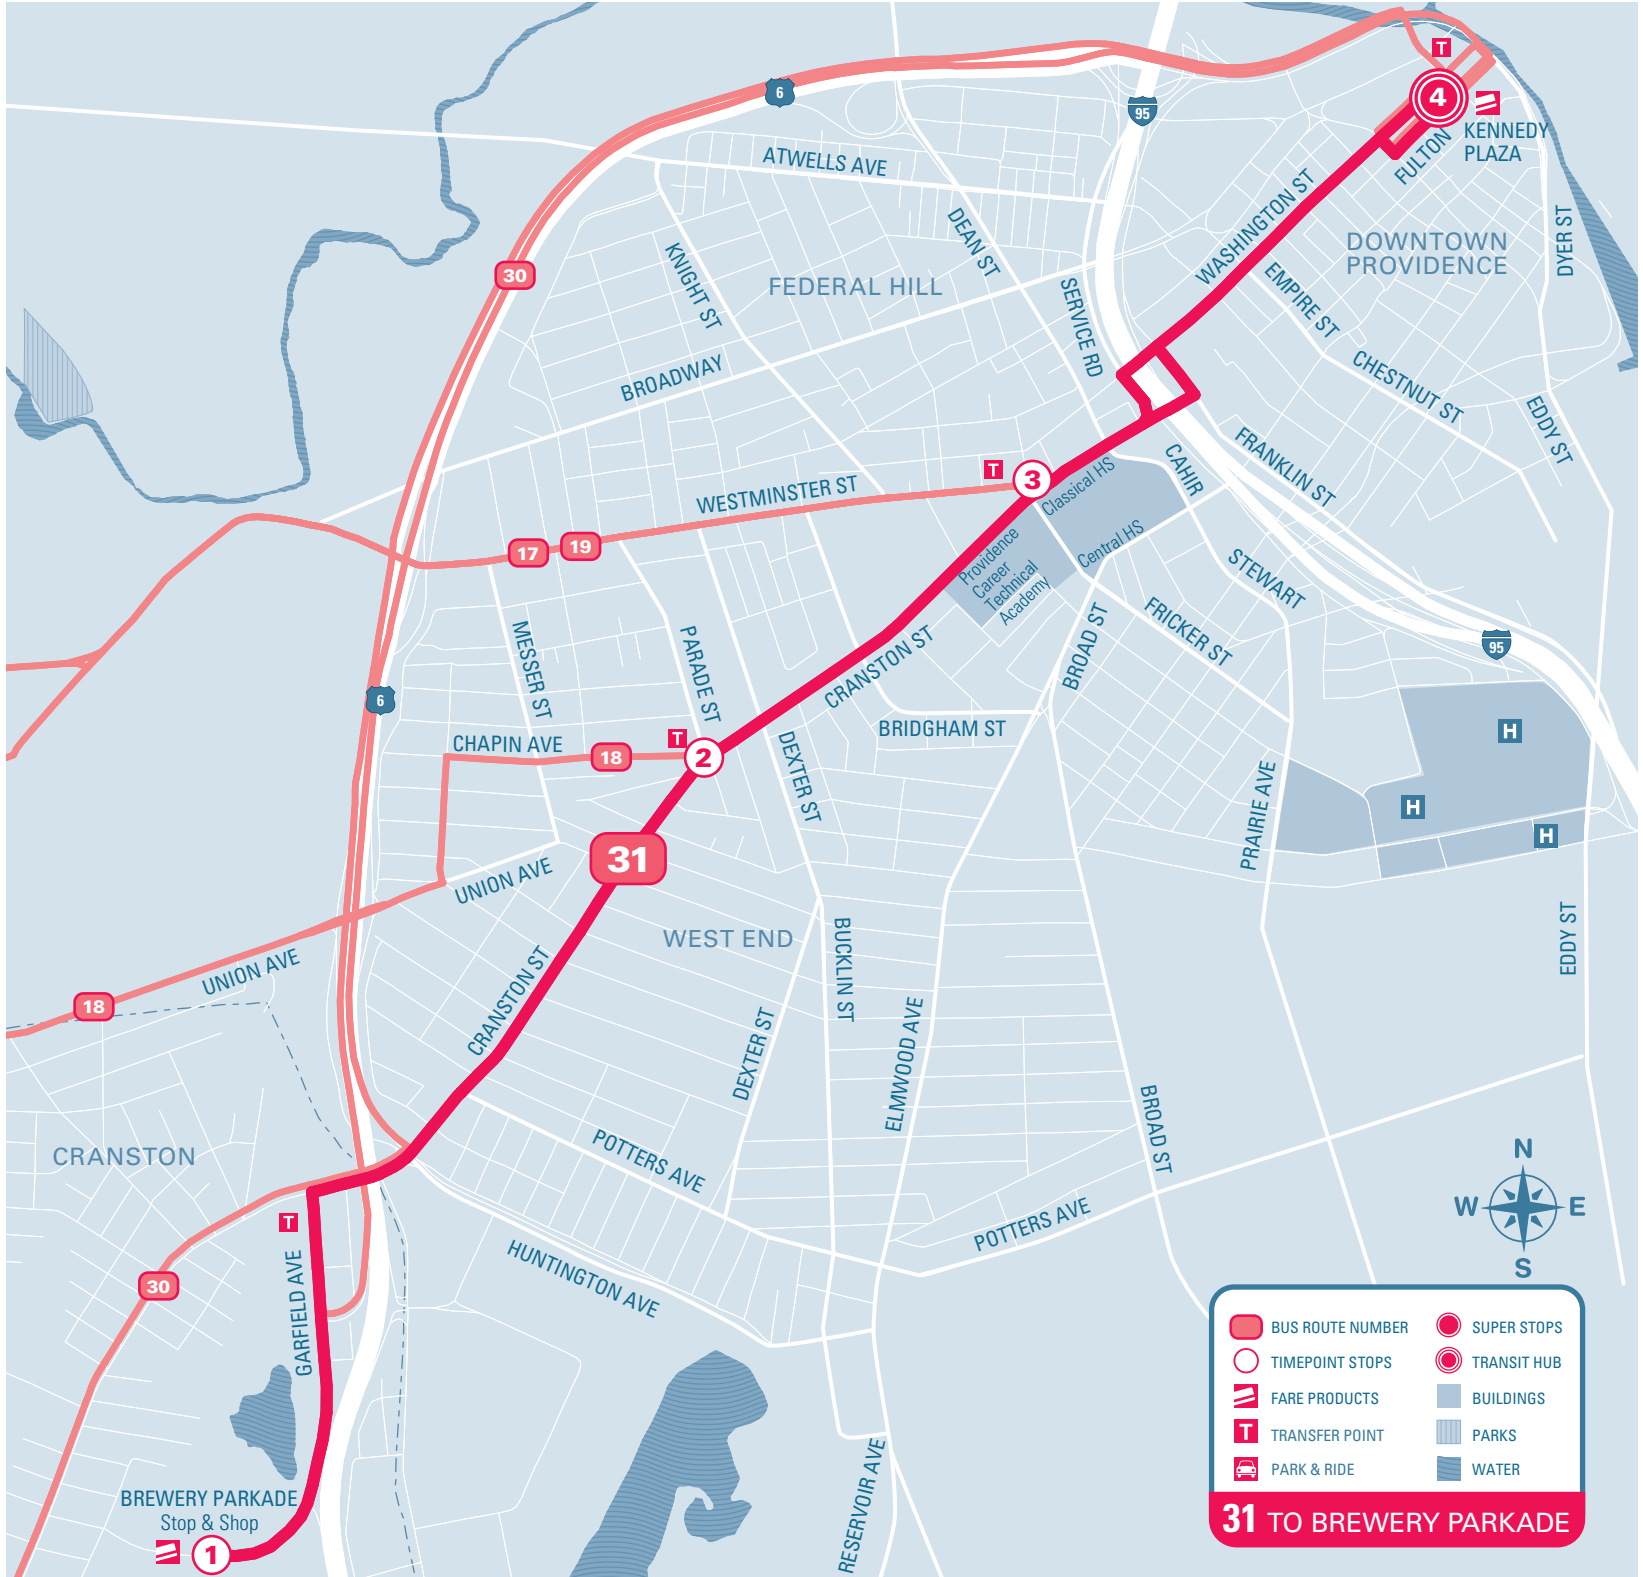 6
95
T
4
KENNEDY
PLAZA
FULTON
ATWELLS AVE
WASHINGTON ST
DEAN ST
DYER ST
DOWNTOWN
PROVIDENCE
30
KNIGHT ST
FEDERAL HILL
EMPIRE ST
SERVICE RD
BROADWAY
CHESTNUT ST
EDDY ST
FRANKLIN ST
CAHIR
T
3
Classical HS
WESTMINSTER ST
17
19
Central HS
Providence
Career
Technical
Academy
STEWART
FRICKER ST
BROAD ST
MESSER ST
PARADE ST
CRANSTON ST
95
6
BRIDGHAM ST
CHAPIN AVE
18
T
2
DEXTER ST
H
H
H
PRAIRIE AVE
31
UNION AVE
WEST END
BUCKLIN ST
EDDY ST
UNION AVE
18
CRANSTON ST
DEXTER ST
ELMWOOD AVE
BROAD ST
CRANSTON
POTTERS AVE
POTTERS AVE
N
W
E
S
T
HUNTINGTON AVE
30
GARFIELD AVE
RESERVOIR AVE
BREWERY PARKADE
Stop & Shop
1
BUS ROUTE NUMBER
TIMEPOINT STOPS
FARE PRODUCTS
T TRANSFER POINT
PARK & RIDE
SUPER STOPS
TRANSIT HUB
BUILDINGS
PARKS
WATER
31 TO BREWERY PARKADE